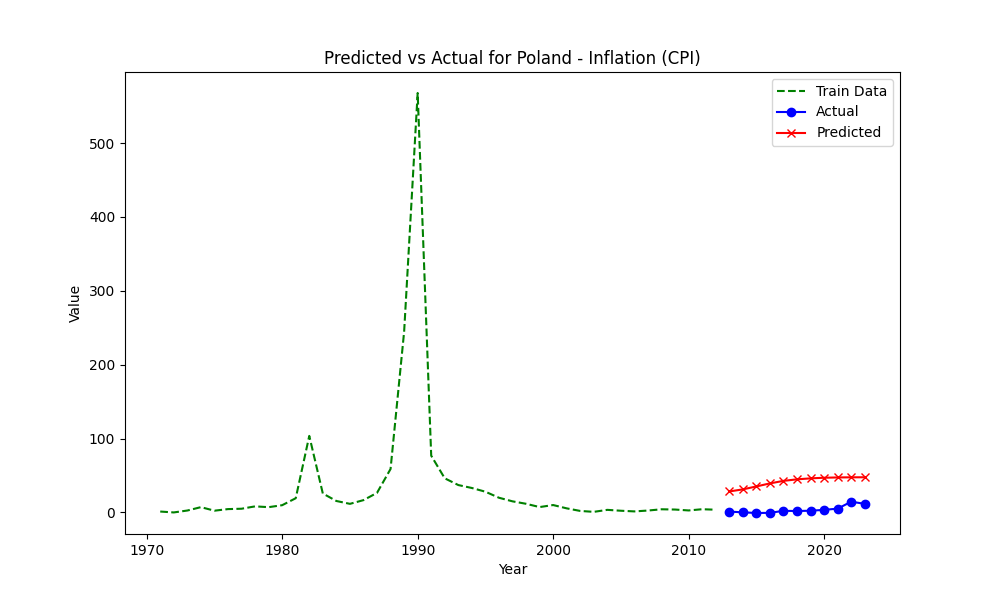 Predicted vs Actual for Poland - Inflation (CPI)
Train Data
Actual
Predicted
Value
500
400
300
200
100
0
1970 1980 1990 2000 2010 2020
Year